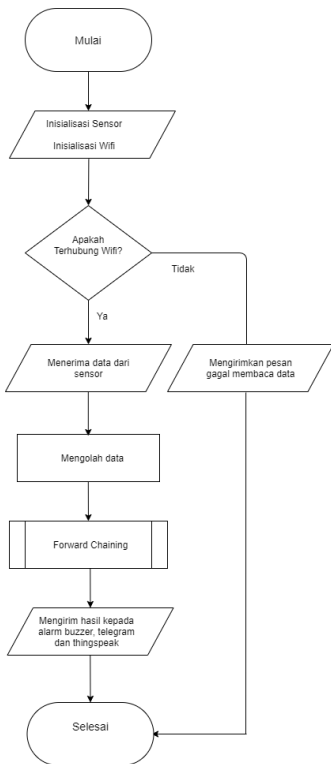 Mulai
Inisialisasi Sensor
Inisialisasi Wifi
Apakah
Terhubung Wifi?
Tidak
Ya
Menerima data dari
sensor
Mengirimkan pesan
gagal membaca data
Mengolah data
Forward Chaining
Mengirim hasil kepada
alarm buzzer, telegram
dan thingspeak
Selesai